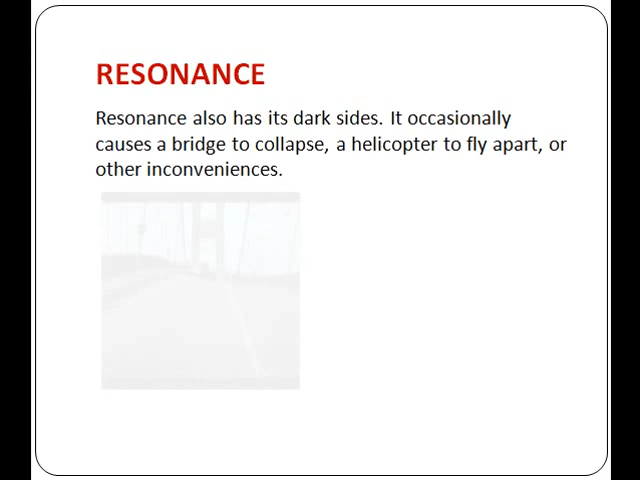 RESONANCE
Resonance also has its dark sides. It occasionally
causes a bridge to collapse, a helicopter to fly apart, or
other inconveniences.